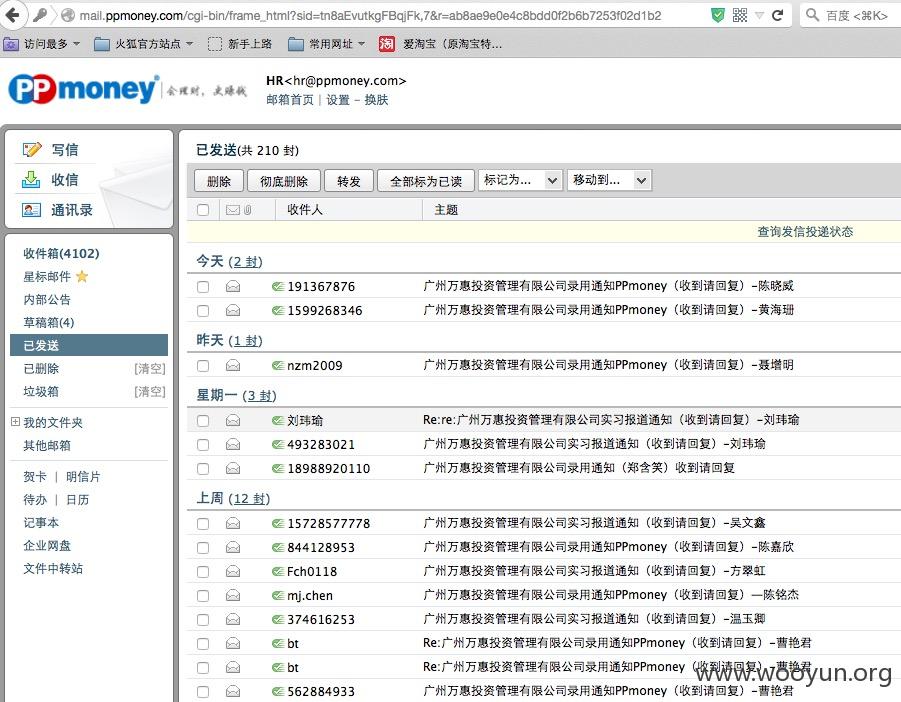 mail.ppmoney.com/cgi-bin/frame_html?sid=tn8aEvutkgFBqjFk,7&r=ab8ae9e0e4c8bdd0f2b6b7253f02d1b2 百度 <⌘K>
访问最多 火狐官方站点 新手上路 常用网址 淘 爱淘宝（原淘宝特...
PPmoney 会理财，更赚钱
HR<hr@ppmoney.com>
邮箱首页 | 设置 - 换肤
写信
收信
通讯录
收件箱(4102)
星标邮件
内部公告
草稿箱(4)
已发送
已删除 [清空]
垃圾箱 [清空]
我的文件夹
其他邮箱
贺卡 | 明信片
待办 | 日历
记事本
企业网盘
文件中转站
已发送(共 210 封)
删除 彻底删除 转发 全部标为已读 标记为... 移动到...
收件人 主题
查询发信投递状态
今天 (2 封)
191367876 广州万惠投资管理有限公司录用通知PPmoney（收到请回复）-陈晓威
1599268346 广州万惠投资管理有限公司录用通知PPmoney（收到请回复）-黄海珊
昨天 (1 封)
nzm2009 广州万惠投资管理有限公司录用通知PPmoney（收到请回复）-聂增明
星期一 (3 封)
刘玮瑜 Re:re:广州万惠投资管理有限公司实习报道通知（收到请回复）-刘玮瑜
493283021 广州万惠投资管理有限公司实习报道通知（收到请回复）-刘玮瑜
18988920110 广州万惠投资管理有限公司录用通知（郑含笑）收到请回复
上周 (12 封)
15728577778 广州万惠投资管理有限公司实习报道通知（收到请回复）-吴文鑫
844128953 广州万惠投资管理有限公司录用通知PPmoney（收到请回复）-陈嘉欣
Fch0118 广州万惠投资管理有限公司实习报道通知（收到请回复）-方翠虹
mj.chen 广州万惠投资管理有限公司录用通知PPmoney（收到请回复）—陈铭杰
374616253 广州万惠投资管理有限公司实习报道通知（收到请回复）-温玉卿
bt Re:广州万惠投资管理有限公司录用通知PPmoney（收到请回复）-曹艳君
bt Re:广州万惠投资管理有限公司录用通知PPmoney（收到请回复）-曹艳君
562884933 广州万惠投资管理有限公司录用通知PPmoney（收到请回复）-曹艳君
www.wooyun.org